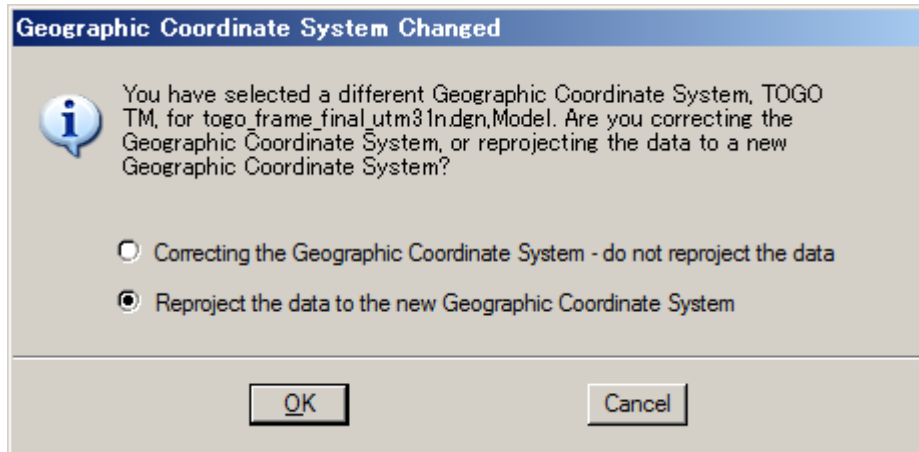 Geographic Coordinate System Changed
You have selected a different Geographic Coordinate System, TOGO
TM, for togo_frame_final_utm31n.dgn,Model. Are you correcting the
Geographic Coordinate System, or reprojecting the data to a new
Geographic Coordinate System?
Correcting the Geographic Coordinate System - do not reproject the data
Reproject the data to the new Geographic Coordinate System
OK
Cancel